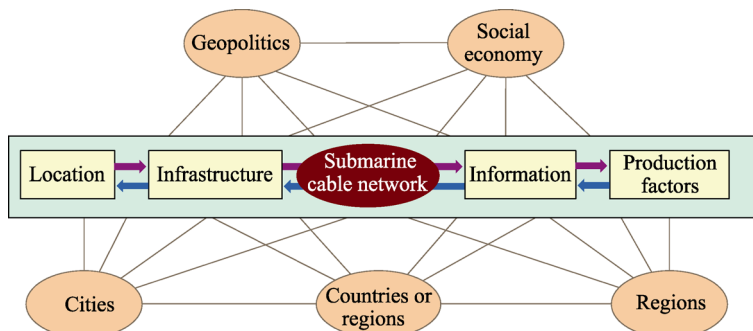 Geopolitics
Social
economy
Location
Infrastructure
Submarine
cable network
Information
Production
factors
Cities
Countries or
regions
Regions